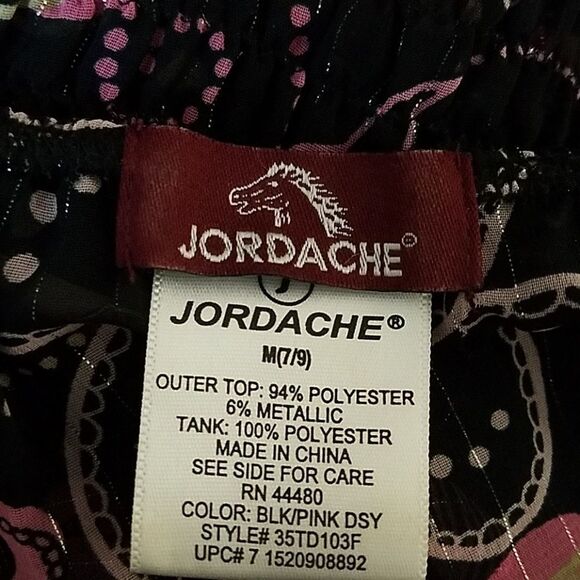 JORDACHE®
J
JORDACHE®
M(7/9)
OUTER TOP: 94% POLYESTER
6% METALLIC
TANK: 100% POLYESTER
MADE IN CHINA
SEE SIDE FOR CARE
RN 44480
COLOR: BLK/PINK DSY
STYLE# 35TD103F
UPC# 7 1520908892